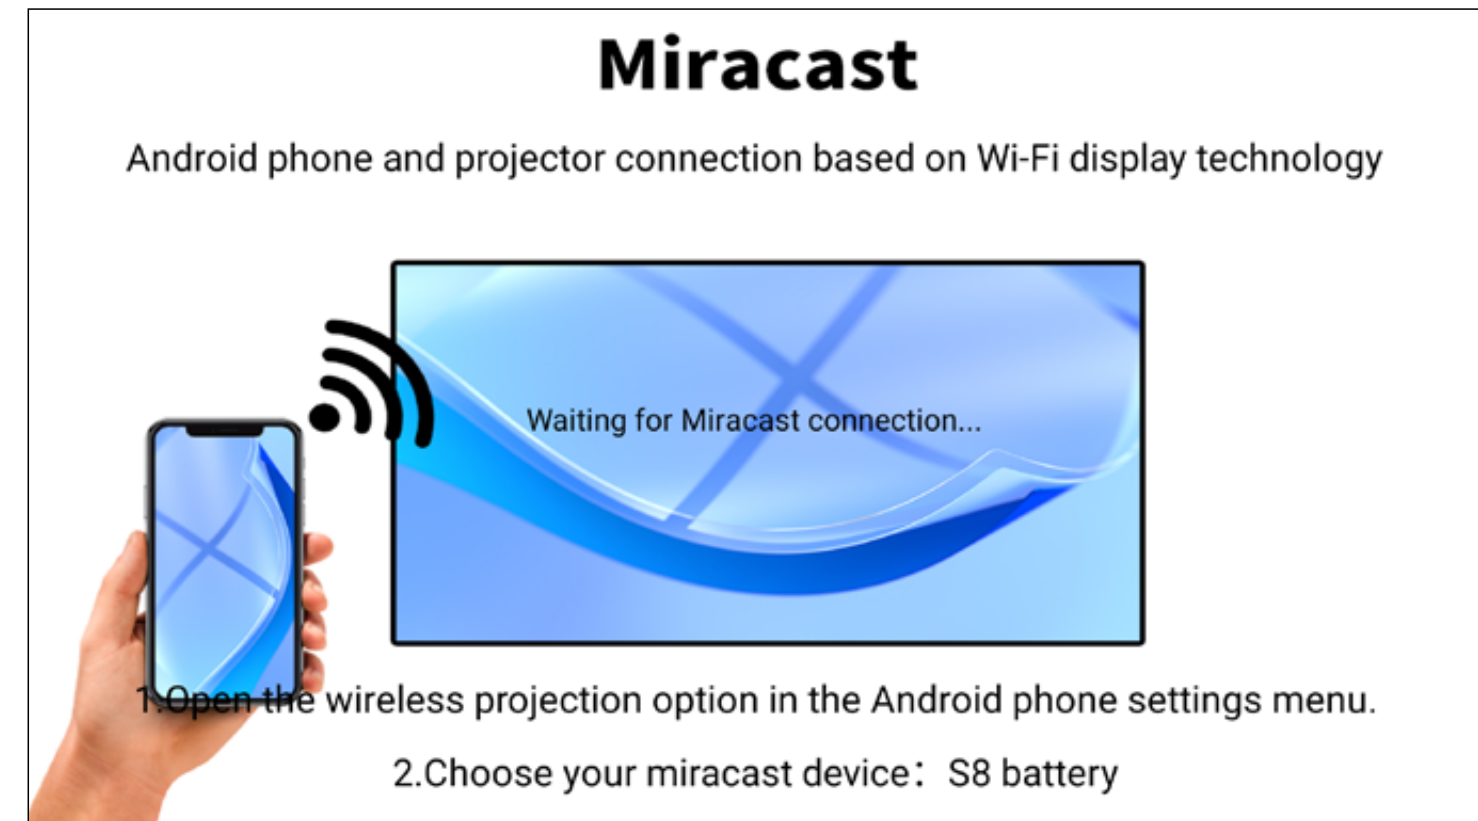 Miracast
Android phone and projector connection based on Wi-Fi display technology
Waiting for Miracast connection...
1.Open the wireless projection option in the Android phone settings menu.
2.Choose your miracast device：S8 battery